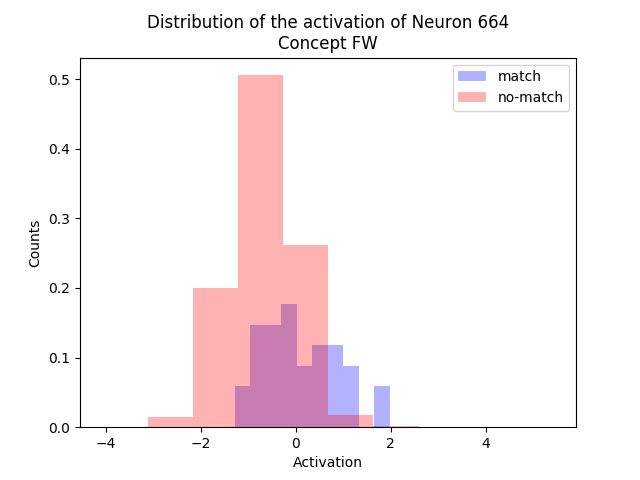 Distribution of the activation of Neuron 664
Concept FW
match
no-match
0.5
0.4
0.3
0.2
0.1
0.0
Counts
−4
−2
0
2
4
Activation